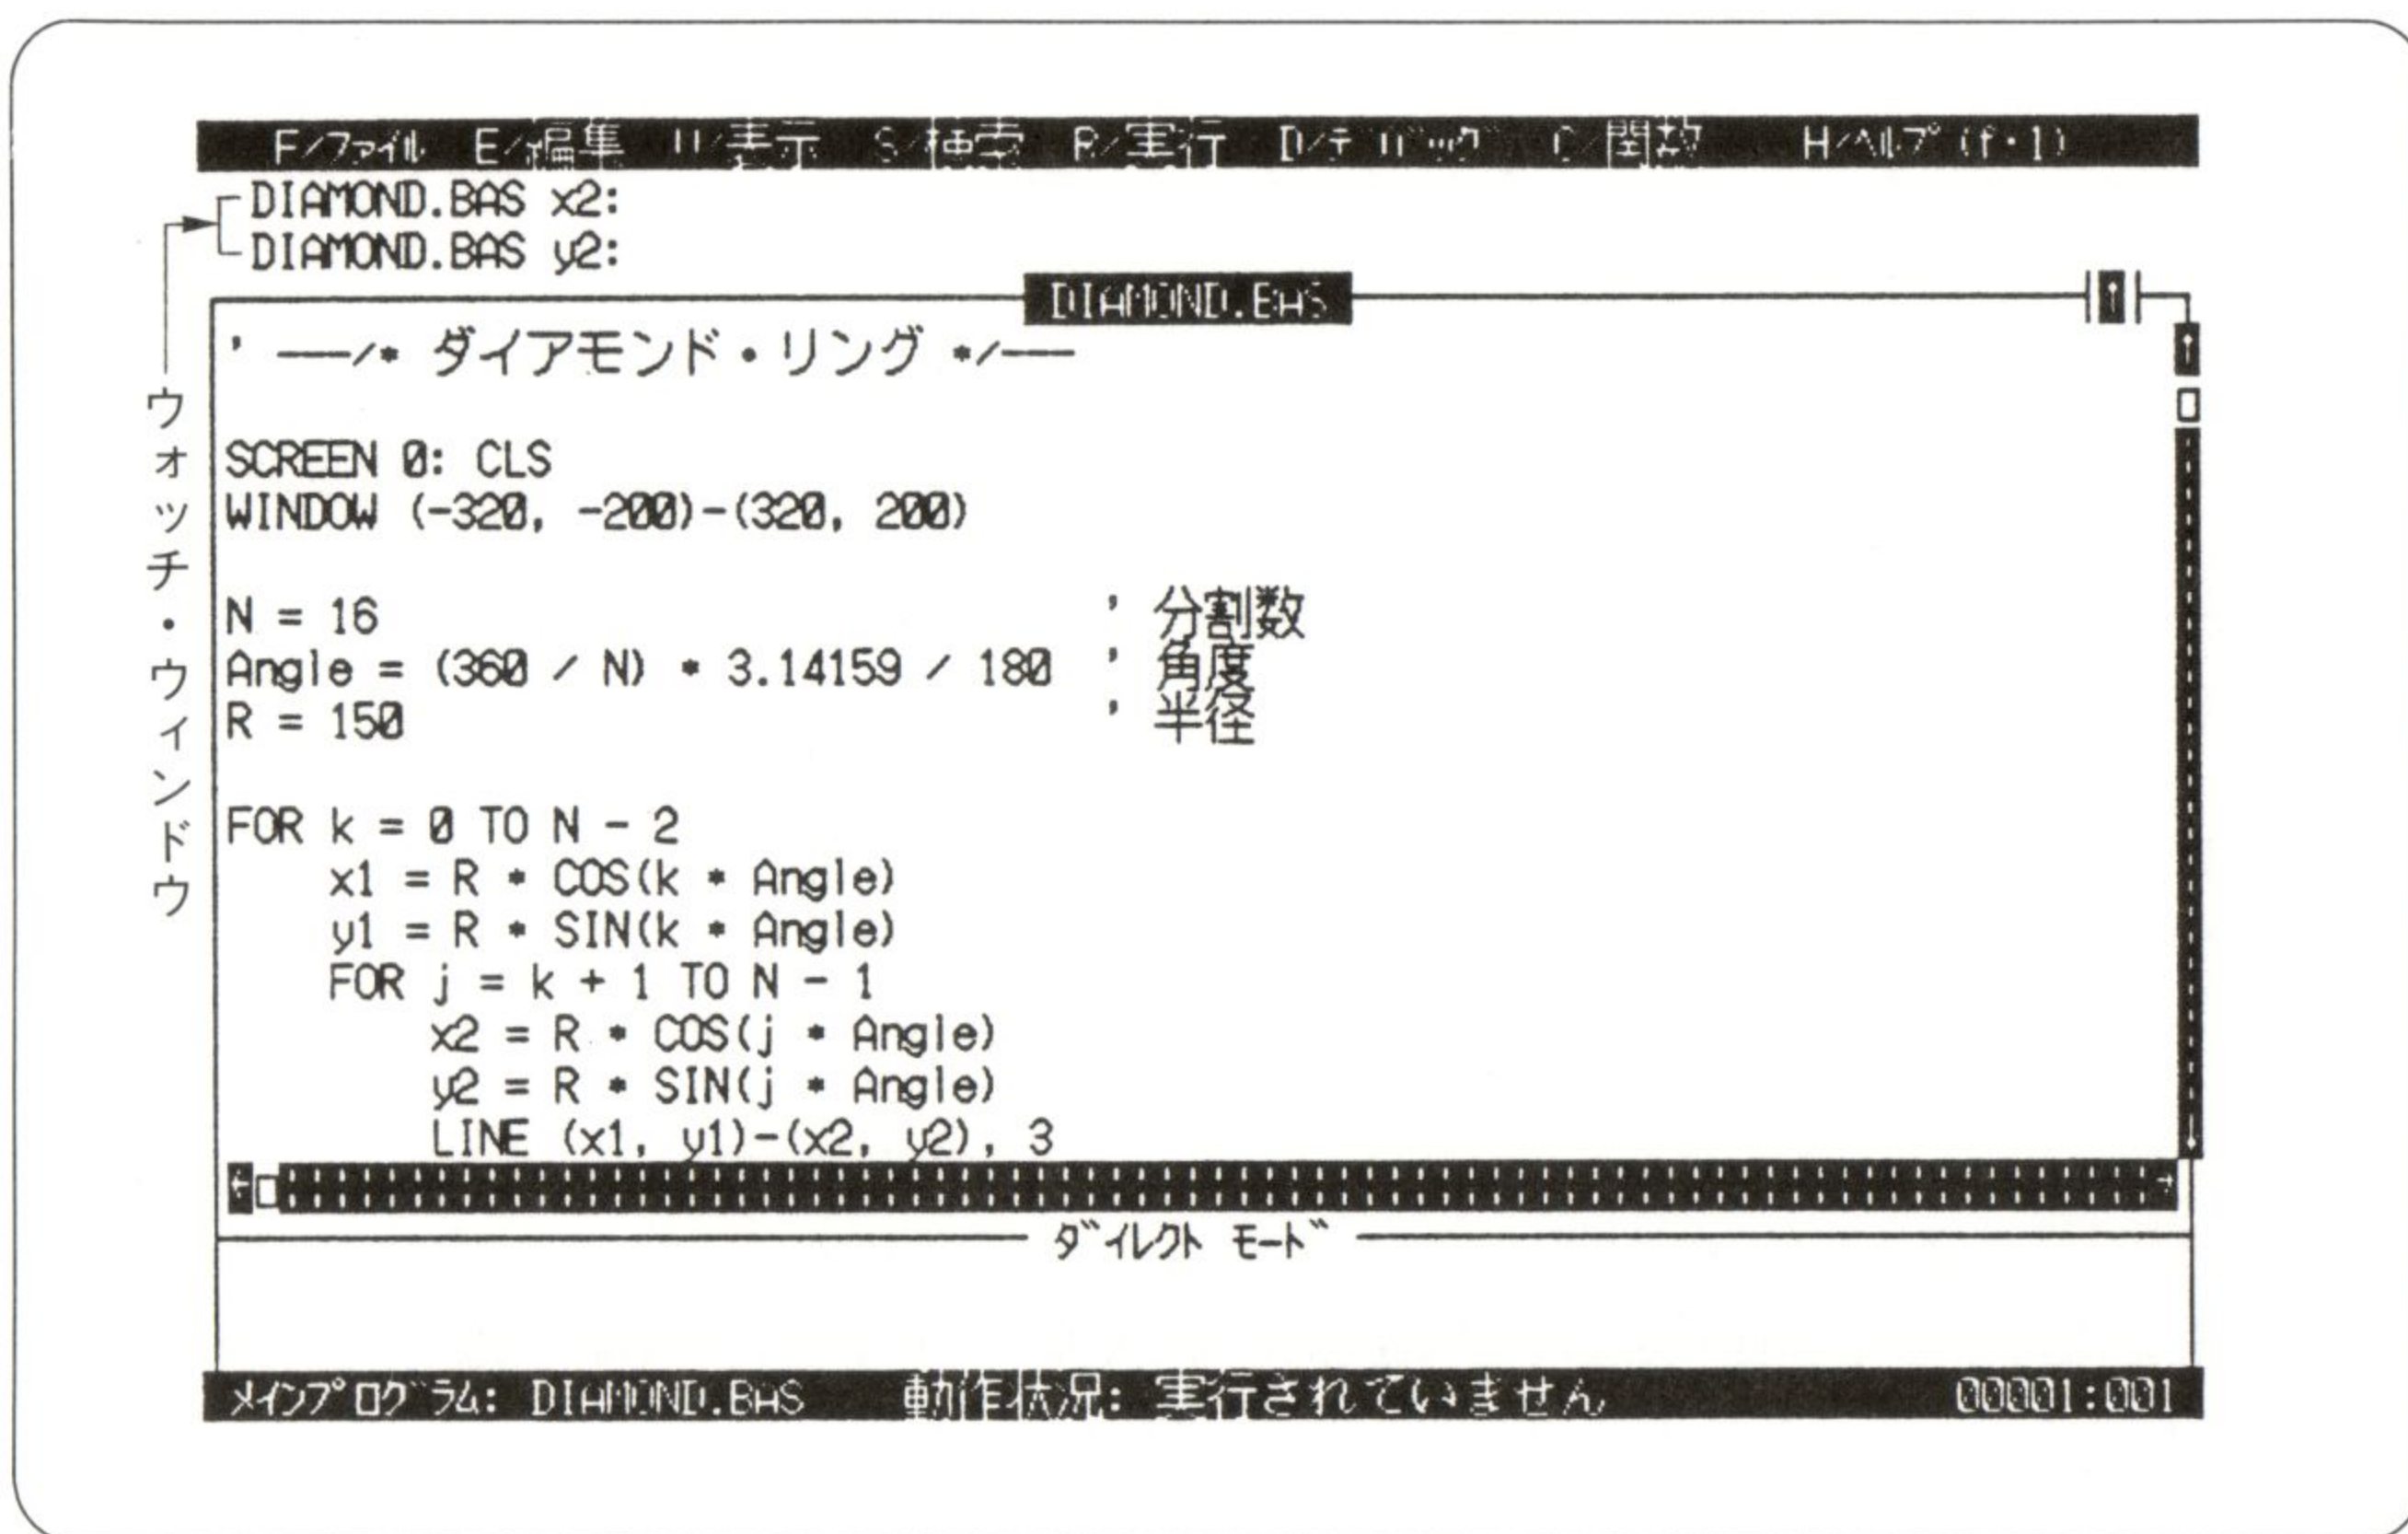 F/ファイル E/編集 V/表示 S/検索 R/実行 D/デバッグ C/関数 H/ヘルプ(f・1)
DIAMOND.BAS x2:
DIAMOND.BAS y2:
ウォッチ・ウィンドウ
DIAMOND.BAS
' ──/* ダイアモンド・リング */──
SCREEN 0: CLS
WINDOW (-320, -200)-(320, 200)
N = 16 ' 分割数
Angle = (360 / N) * 3.14159 / 180 ' 角度
R = 150 ' 半径
FOR k = 0 TO N - 2
x1 = R * COS(k * Angle)
y1 = R * SIN(k * Angle)
FOR j = k + 1 TO N - 1
x2 = R * COS(j * Angle)
y2 = R * SIN(j * Angle)
LINE (x1, y1)-(x2, y2), 3
ダイレクト モード
メインプログラム: DIAMOND.BAS 動作状況: 実行されていません 00001:001